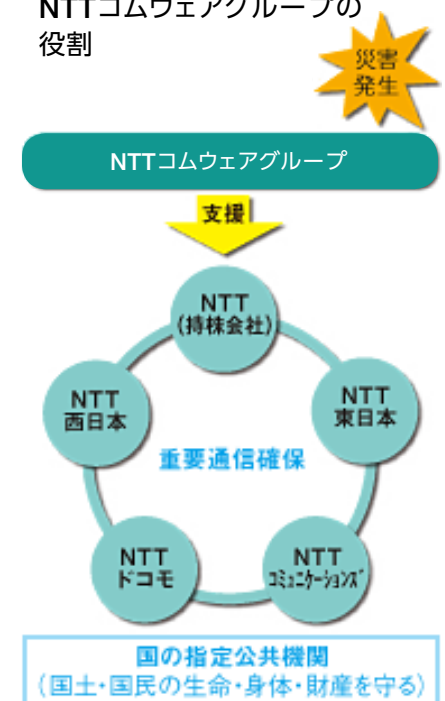 NTTコムウェアグループの
役割
災害
発生
NTTコムウェアグループ
支援
NTT
(持株会社)
NTT
西日本
NTT
東日本
重要通信確保
NTT
ドコモ
NTT
ｺﾐｭﾆｹｰｼｮﾝｽﾞ
国の指定公共機関
(国土・国民の生命・身体・財産を守る)